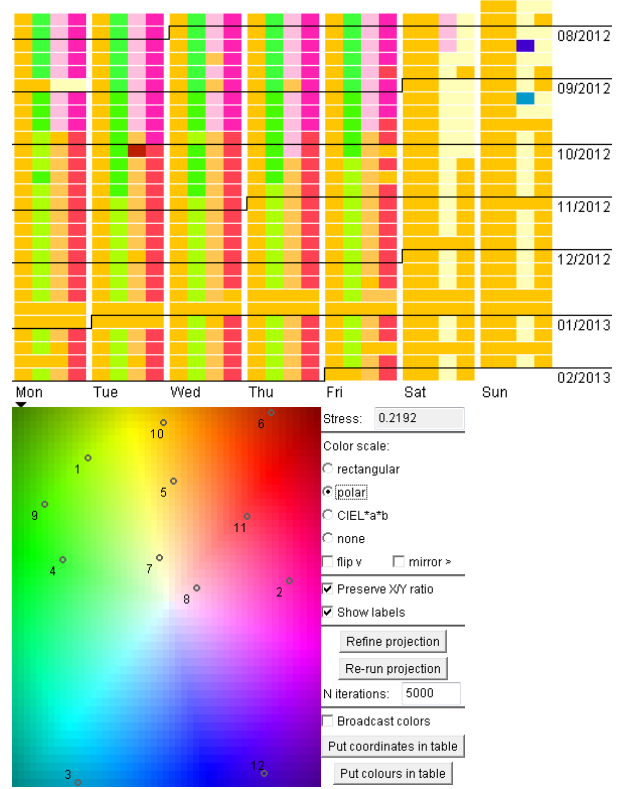 08/2012
09/2012
10/2012
11/2012
12/2012
01/2013
02/2013
Mon Tue Wed Thu Fri Sat Sun
Stress: 0.2192
Color scale:
rectangular
polar
CIEL*a*b
none
flip v mirror >
Preserve X/Y ratio
Show labels
Refine projection
Re-run projection
N iterations: 5000
Broadcast colors
Put coordinates in table
Put colours in table
6
10
1
5
9
11
4
7
2
8
12
3